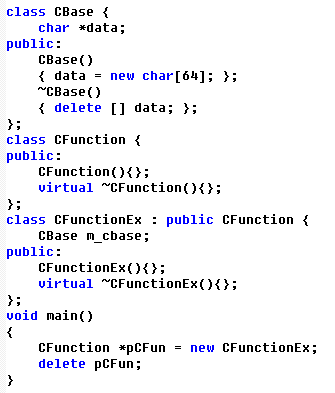 class CBase {
    char *data;
public:
    CBase()
    { data = new char[64]; };
    ~CBase()
    { delete [] data; };
};
class CFunction {
public:
    CFunction(){};
    virtual ~CFunction(){};
};
class CFunctionEx : public CFunction {
    CBase m_cbase;
public:
    CFunctionEx(){};
    virtual ~CFunctionEx(){};
};
void main()
{
    CFunction *pCFun = new CFunctionEx;
    delete pCFun;
}